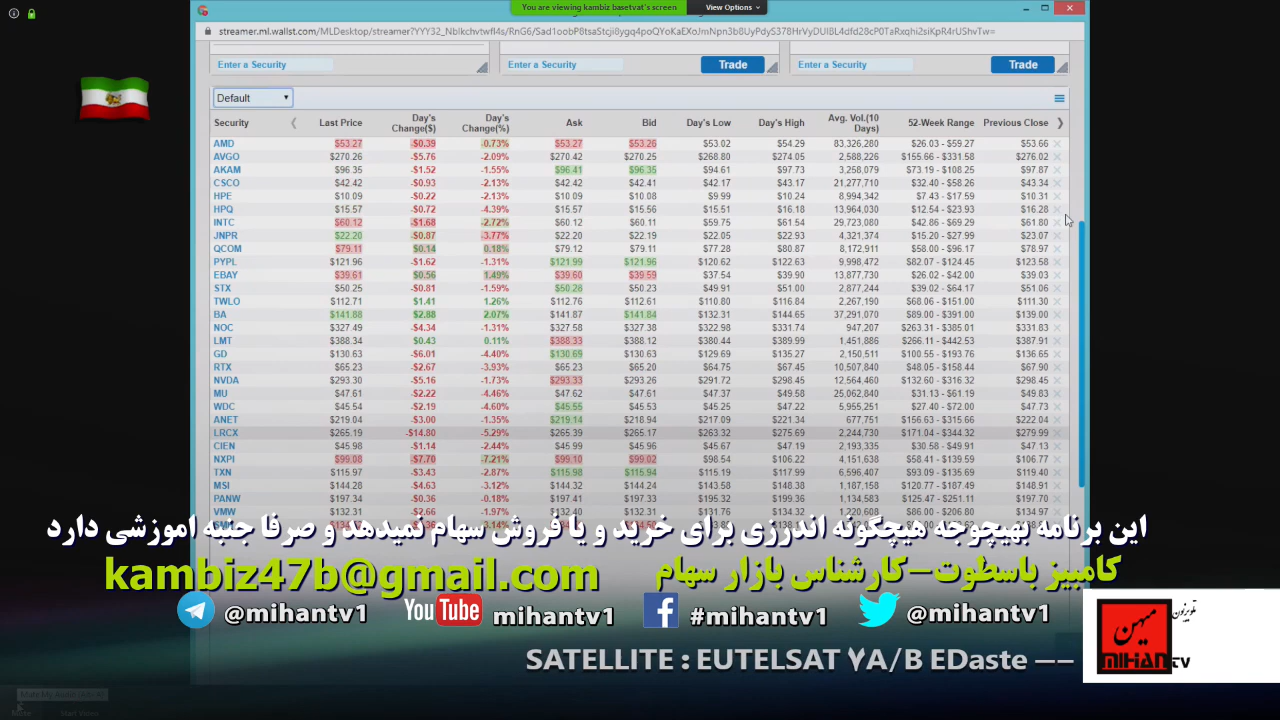 You are viewing kambiz basetvat's screen View Options
Enter a Security Enter a Security Trade Enter a Security Trade
Default
Security Last Price Day's Change($) Day's Change(%) Ask Bid Day's Low Day's High Avg. Vol.(10 Days) 52-Week Range Previous Close
AMD $53.27 -$0.39 -0.73% $53.27 $53.26 $53.02 $54.29 83,326,280 $26.03 - $59.27 $53.66
AVGO $270.26 -$5.76 -2.09% $270.42 $270.25 $268.80 $274.05 2,588,226 $155.66 - $331.58 $276.02
AKAM $96.35 -$1.52 -1.55% $96.41 $96.35 $94.61 $97.73 3,258,079 $73.19 - $108.25 $97.87
CSCO $42.42 -$0.93 -2.13% $42.42 $42.41 $42.17 $43.17 21,277,710 $32.40 - $58.26 $43.34
HPE $10.09 -$0.22 -2.13% $10.09 $10.08 $9.99 $10.24 8,994,342 $7.43 - $17.59 $10.31
HPQ $15.57 -$0.72 -4.39% $15.57 $15.56 $15.51 $16.18 13,964,030 $12.54 - $23.93 $16.28
INTC $60.12 -$1.68 -2.72% $60.12 $60.11 $59.75 $61.54 29,723,080 $42.86 - $69.29 $61.80
JNPR $22.20 -$0.87 -3.77% $22.20 $22.19 $22.05 $22.93 4,321,374 $15.20 - $27.99 $23.07
QCOM $79.11 $0.14 0.18% $79.12 $79.11 $77.28 $80.87 8,172,911 $58.00 - $96.17 $78.97
PYPL $121.96 -$1.62 -1.31% $121.99 $121.96 $120.62 $122.63 9,998,472 $82.07 - $124.45 $123.58
EBAY $39.61 $0.56 1.49% $39.60 $39.59 $37.54 $39.90 13,877,730 $26.02 - $42.00 $39.03
STX $50.25 -$0.81 -1.59% $50.28 $50.23 $49.91 $51.00 2,877,244 $39.02 - $64.17 $51.06
TWLO $112.71 $1.41 1.26% $112.76 $112.61 $110.80 $116.84 2,267,190 $68.06 - $151.00 $111.30
BA $141.88 $2.88 2.07% $141.87 $141.84 $132.31 $144.65 37,291,070 $89.00 - $391.00 $139.00
NOC $327.49 -$4.34 -1.31% $327.58 $327.38 $322.98 $331.74 947,207 $263.31 - $385.01 $331.83
LMT $388.34 $0.43 0.11% $388.33 $388.12 $380.44 $389.99 1,451,886 $266.11 - $442.53 $387.91
GD $130.63 -$6.01 -4.40% $130.69 $130.63 $129.69 $135.27 2,150,511 $100.55 - $193.76 $136.65
RTX $65.23 -$2.67 -3.93% $65.23 $65.20 $64.75 $67.45 10,507,840 $48.05 - $158.44 $67.90
NVDA $293.30 -$5.16 -1.73% $293.33 $293.26 $291.72 $298.45 12,564,460 $132.60 - $316.32 $298.45
MU $47.61 -$2.22 -4.46% $47.62 $47.61 $47.37 $49.58 25,062,840 $31.13 - $61.19 $49.83
WDC $45.54 -$2.19 -4.60% $45.55 $45.53 $45.25 $47.22 5,955,251 $27.40 - $72.00 $47.73
ANET $219.04 -$3.00 -1.35% $219.14 $218.94 $217.09 $221.34 677,751 $156.63 - $315.66 $222.04
LRCX $265.19 -$14.80 -5.29% $265.39 $265.17 $263.32 $275.69 2,244,730 $171.04 - $344.32 $279.99
CIEN $45.98 -$1.14 -2.44% $45.99 $45.98 $45.67 $46.94 2,323,193 $30.58 - $49.91 $47.13
NXPI $99.08 -$7.70 -7.21% $99.10 $99.02 $98.54 $106.22 4,151,638 $58.41 - $139.59 $106.77
TXN $115.97 -$3.43 -2.87% $115.98 $115.94 $115.19 $117.99 6,596,407 $93.09 - $135.69 $119.40
MSI $144.28 -$4.63 -3.12% $144.32 $144.24 $143.58 $147.76 1,187,158 $120.77 - $187.49 $148.91
PANW $197.34 -$0.36 -0.18% $197.41 $197.33 $195.32 $199.32 1,134,583 $125.47 - $251.11 $197.70
VMW $132.36 -$2.66 -1.97% $132.40 $132.31 $131.76 $134.32
این برنامه بهیچوجه هیچگونه اندرزی برای خرید و یا فروش سهام نمیدهد و صرفا جنبه اموزشی دارد
kambiz47b@gmail.com کامبیز باسطوت-کارشناس بازار سهام
@mihantv1 YouTube mihantv1 #mihantv1 @mihantv1
SATELLITE : EUTELSAT ۷A/B EDaste --
تلویزیون میهن
MIHAN TV